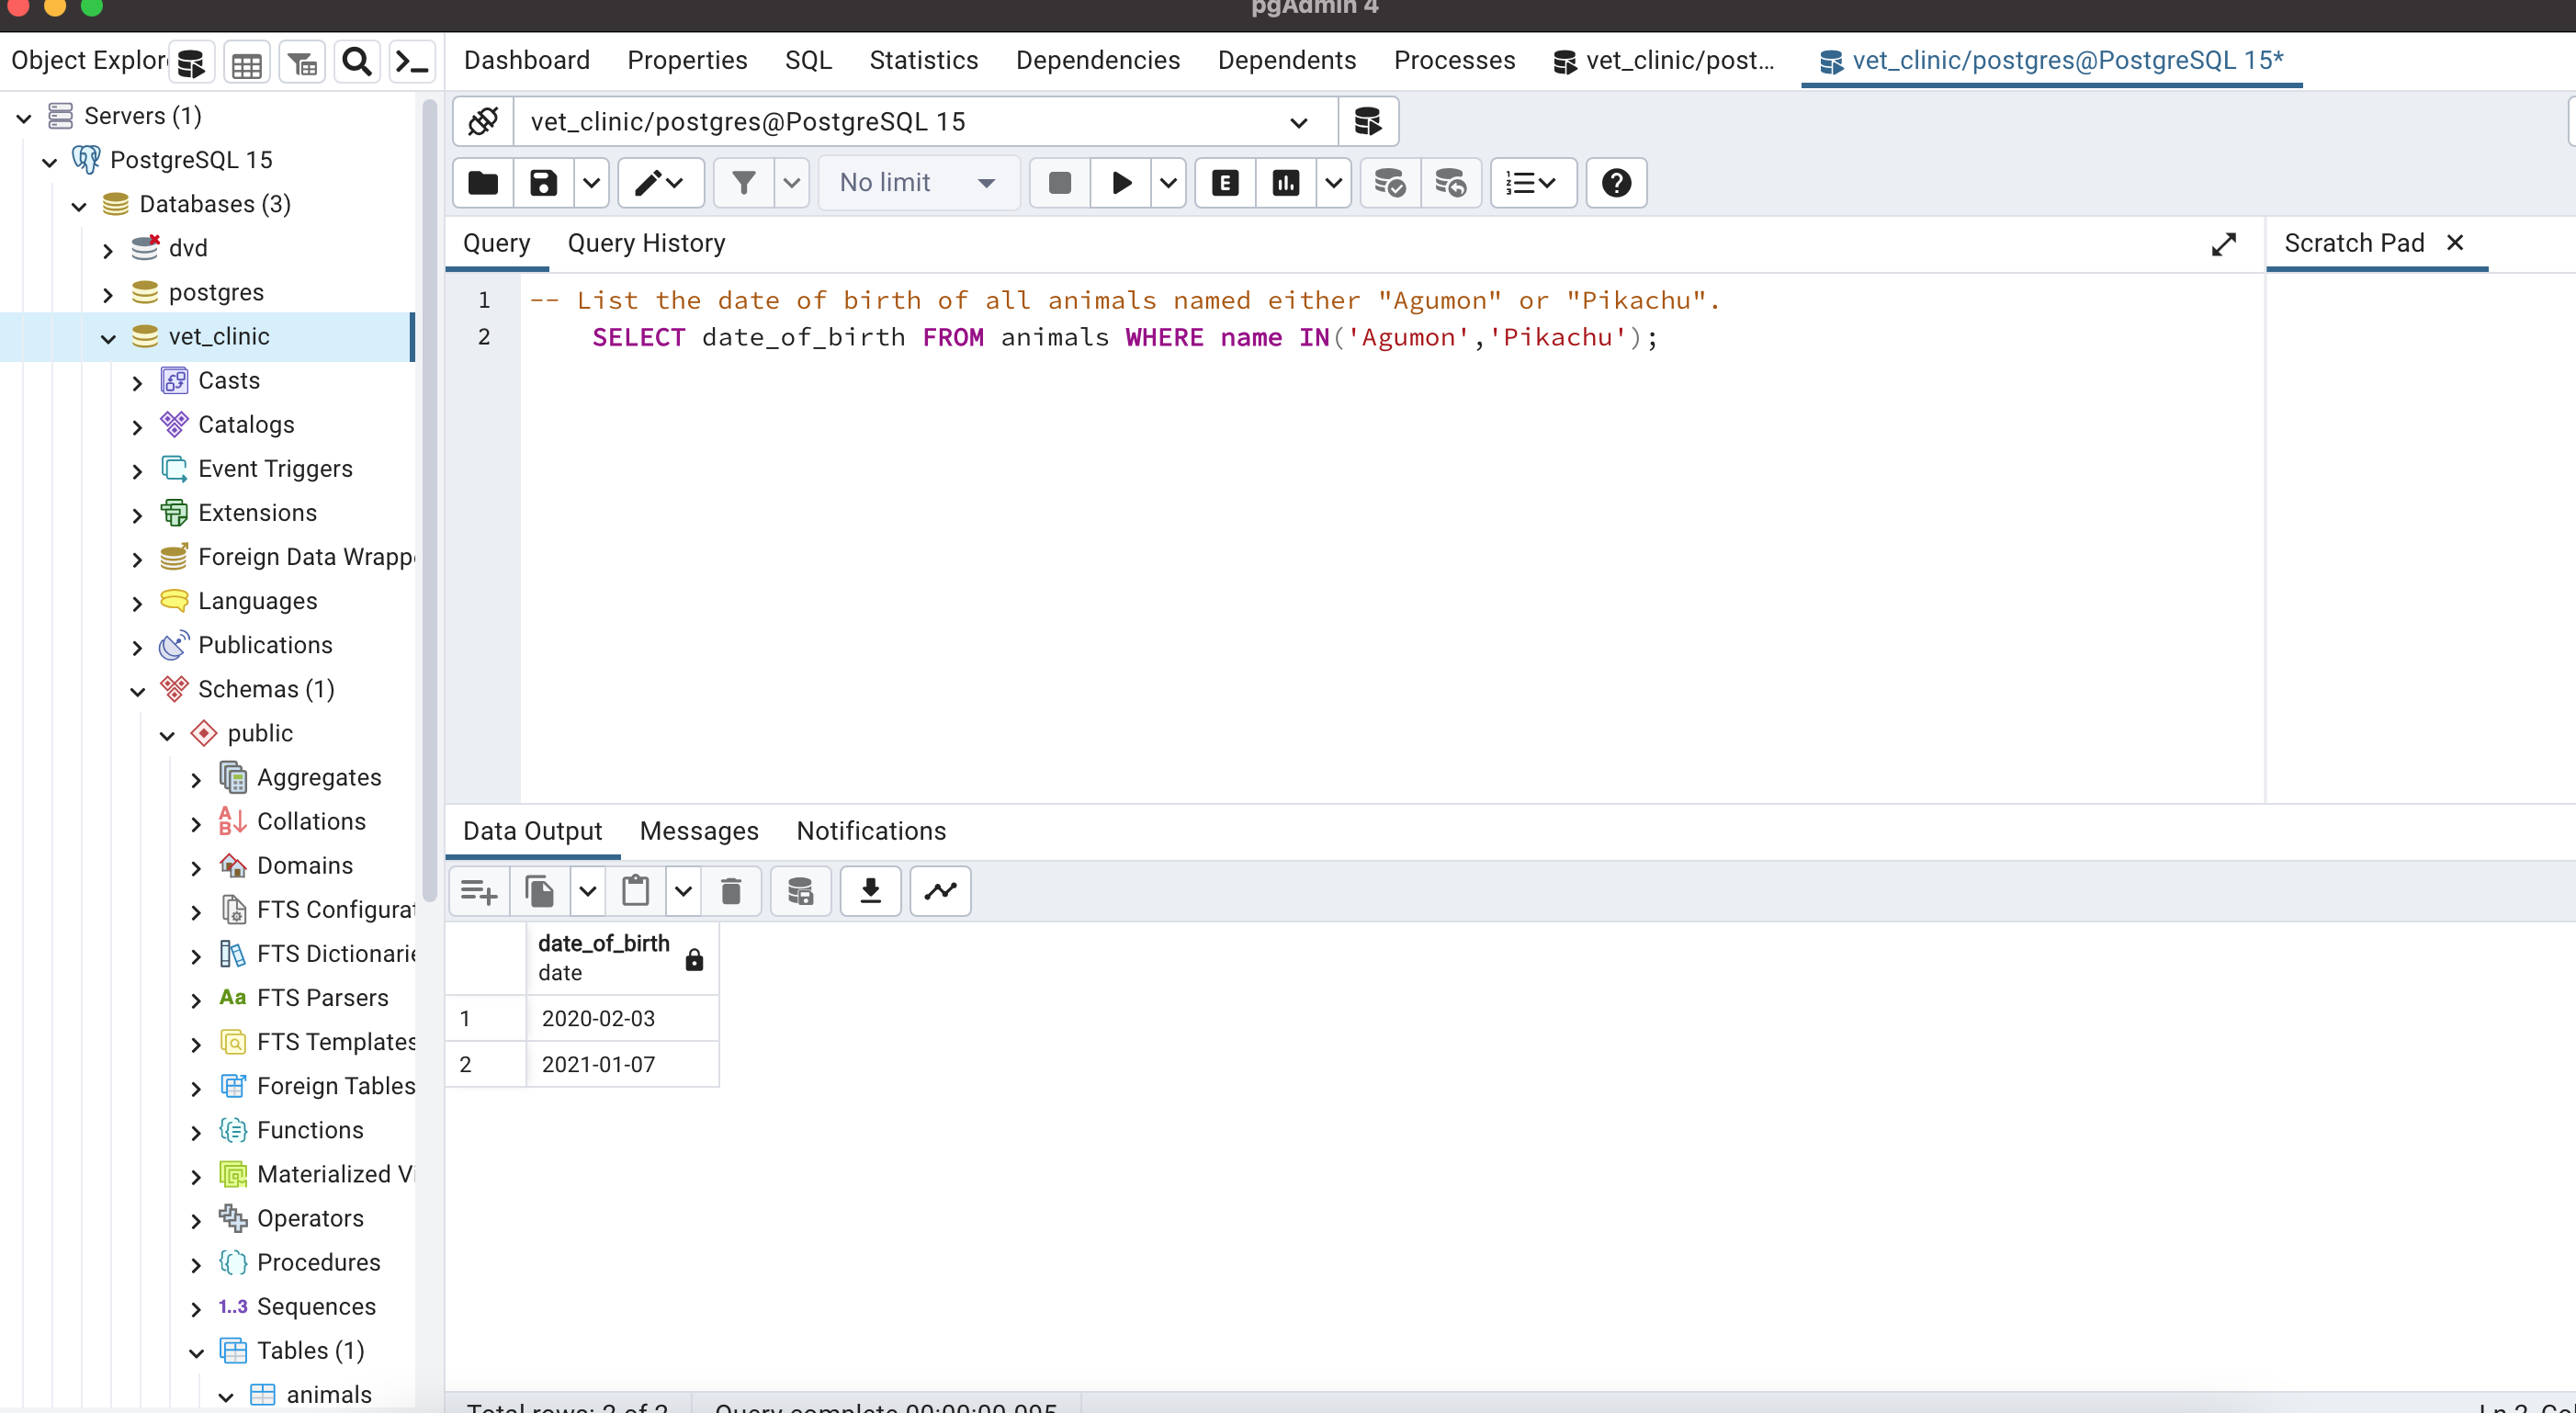 pgAdmin 4
Object Explor
Dashboard Properties SQL Statistics Dependencies Dependents Processes vet_clinic/post... vet_clinic/postgres@PostgreSQL 15*
Servers (1)
PostgreSQL 15
Databases (3)
dvd
postgres
vet_clinic
Casts
Catalogs
Event Triggers
Extensions
Foreign Data Wrapp
Languages
Publications
Schemas (1)
public
Aggregates
Collations
Domains
FTS Configurat
FTS Dictionarie
Aa FTS Parsers
FTS Templates
Foreign Tables
Functions
Materialized Vi
Operators
Procedures
1..3 Sequences
Tables (1)
animals
vet_clinic/postgres@PostgreSQL 15
No limit
E
Query Query History
Scratch Pad
1 -- List the date of birth of all animals named either "Agumon" or "Pikachu".
2 SELECT date_of_birth FROM animals WHERE name IN('Agumon','Pikachu');
Data Output Messages Notifications
date_of_birth
date
1 2020-02-03
2 2021-01-07
Total rows: 2 of 2 Query complete 00:00:00.095